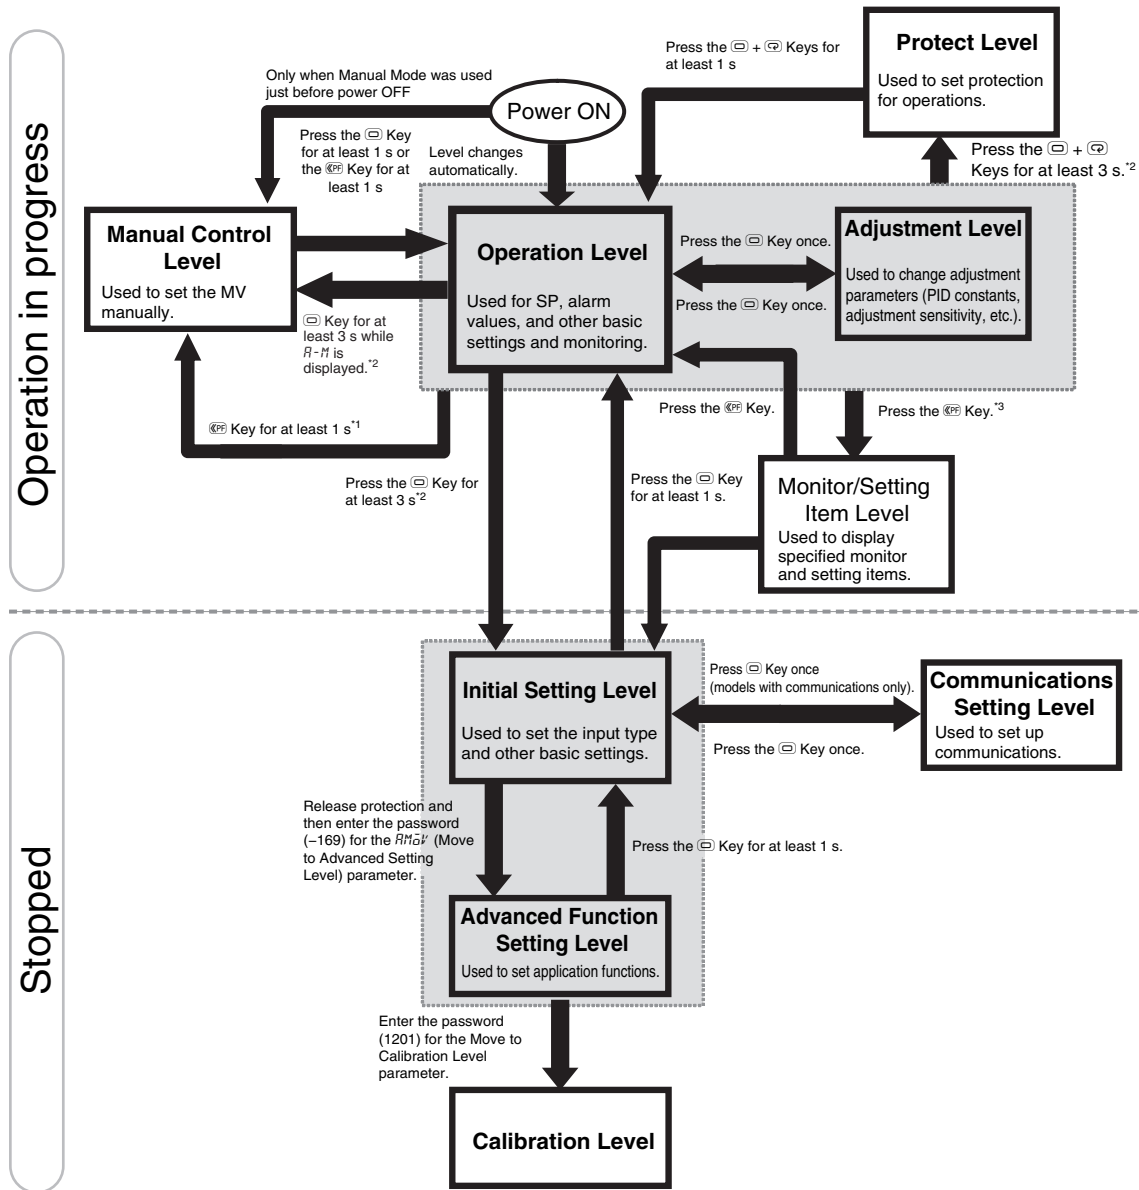 Operation in progress
Only when Manual Mode was used
just before power OFF
Power ON
Press the Key
for at least 1 s or
the PF Key for at
least 1 s
Level changes
automatically.
Press the + Keys for
at least 1 s
Protect Level
Used to set protection
for operations.
Press the +
Keys for at least 3 s.*2
Manual Control
Level
Used to set the MV
manually.
Operation Level
Used for SP, alarm
values, and other basic
settings and monitoring.
Press the Key once.
Press the Key once.
Adjustment Level
Used to change adjustment
parameters (PID constants,
adjustment sensitivity, etc.).
Key for at
least 3 s while
A-M is
displayed.*2
PF Key for at least 1 s*1
Press the PF Key.
Press the PF Key.*3
Press the Key for
at least 3 s*2
Press the Key
for at least 1 s.
Monitor/Setting
Item Level
Used to display
specified monitor
and setting items.
Stopped
Initial Setting Level
Used to set the input type
and other basic settings.
Press Key once
(models with communications only).
Press the Key once.
Communications
Setting Level
Used to set up
communications.
Release protection and
then enter the password
(−169) for the AMoV (Move
to Advanced Setting
Level) parameter.
Press the Key for at least 1 s.
Advanced Function
Setting Level
Used to set application functions.
Enter the password
(1201) for the Move to
Calibration Level
parameter.
Calibration Level